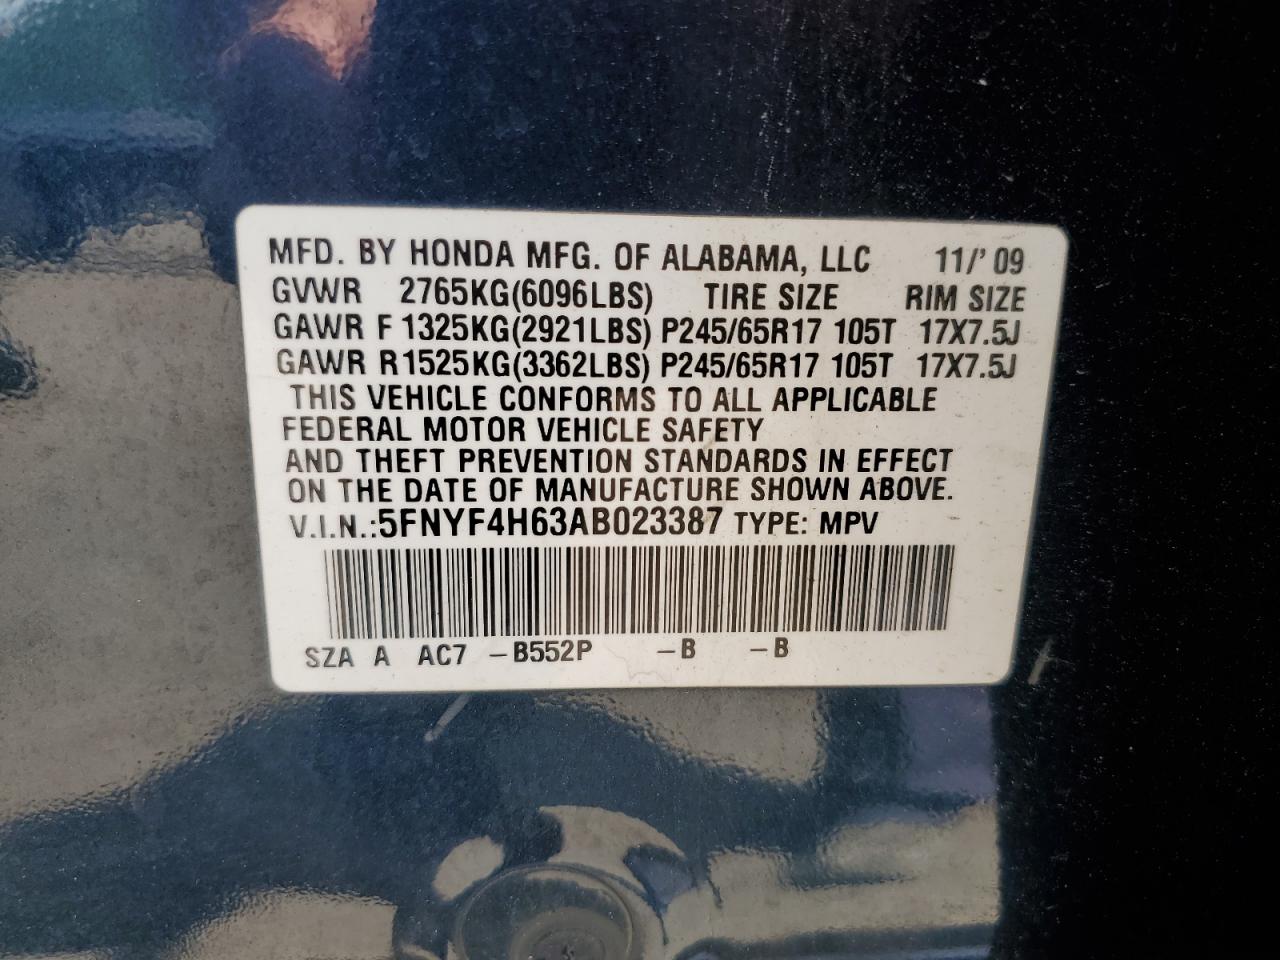 MFD. BY HONDA MFG. OF ALABAMA, LLC 11/'09
GVWR 2765KG(6096LBS) TIRE SIZE RIM SIZE
GAWR F 1325KG(2921LBS) P245/65R17 105T 17X7.5J
GAWR R1525KG(3362LBS) P245/65R17 105T 17X7.5J
THIS VEHICLE CONFORMS TO ALL APPLICABLE
FEDERAL MOTOR VEHICLE SAFETY
AND THEFT PREVENTION STANDARDS IN EFFECT
ON THE DATE OF MANUFACTURE SHOWN ABOVE.
V.I.N.:5FNYF4H63AB023387 TYPE: MPV
SZA A AC7 -B552P -B -B